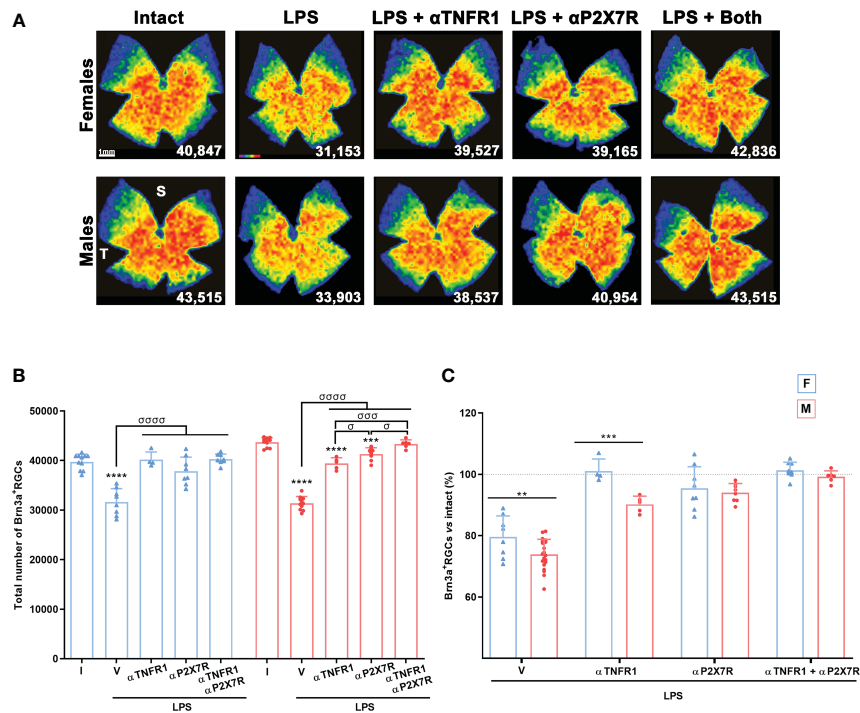 A
Intact
LPS
LPS + αTNFR1
LPS + αP2X7R
LPS + Both
Females
1mm
40,847
31,153
39,527
39,165
42,836
Males
S
T
43,515
33,903
38,537
40,954
43,515
B
Total number of Brn3a+RGCs
50000
40000
30000
20000
10000
0
σσσσ
****
σσσσ
σσσ
σ
σ
****
****
***
I
V
αTNFR1
αP2X7R
αTNFR1
αP2X7R
LPS
I
V
αTNFR1
αP2X7R
αTNFR1
αP2X7R
LPS
C
F
M
Brn3a+RGCs vs intact (%)
120
100
80
60
**
***
V
αTNFR1
αP2X7R
αTNFR1 + αP2X7R
LPS